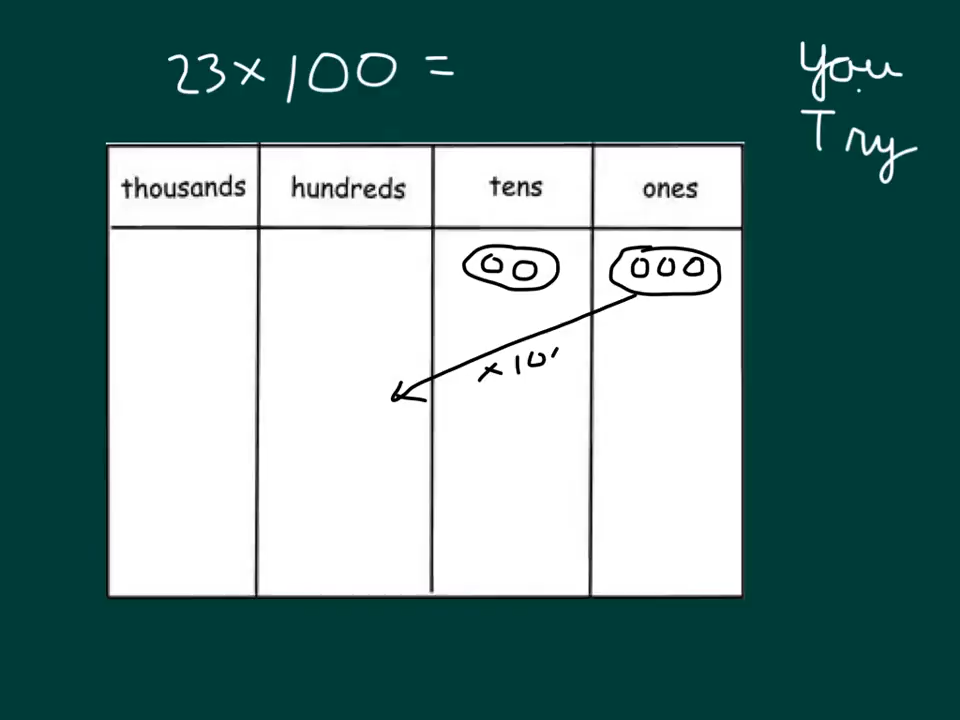 23 × 100 =
You
Try
thousands hundreds tens ones
× 10